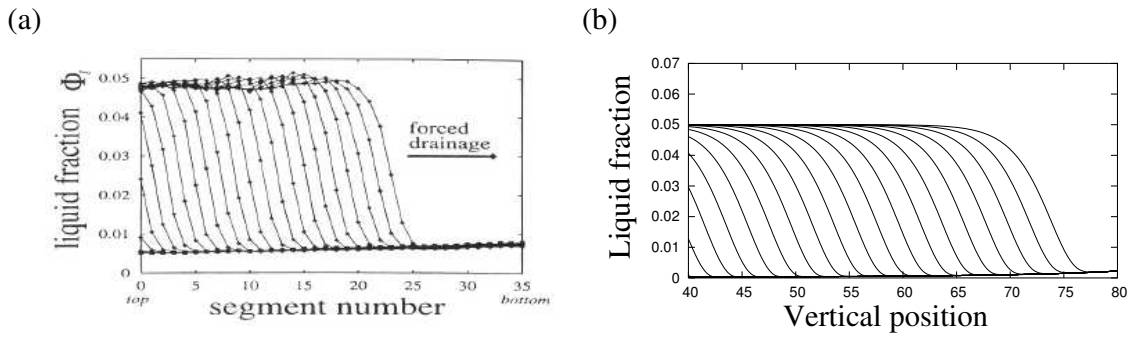 (a)
liquid fraction Φl
0.05
0.04
0.03
0.02
0.01
0
forced
drainage
0 5 10 15 20 25 30 35
top segment number bottom
(b)
Liquid fraction
0.07
0.06
0.05
0.04
0.03
0.02
0.01
0
40 45 50 55 60 65 70 75 80
Vertical position